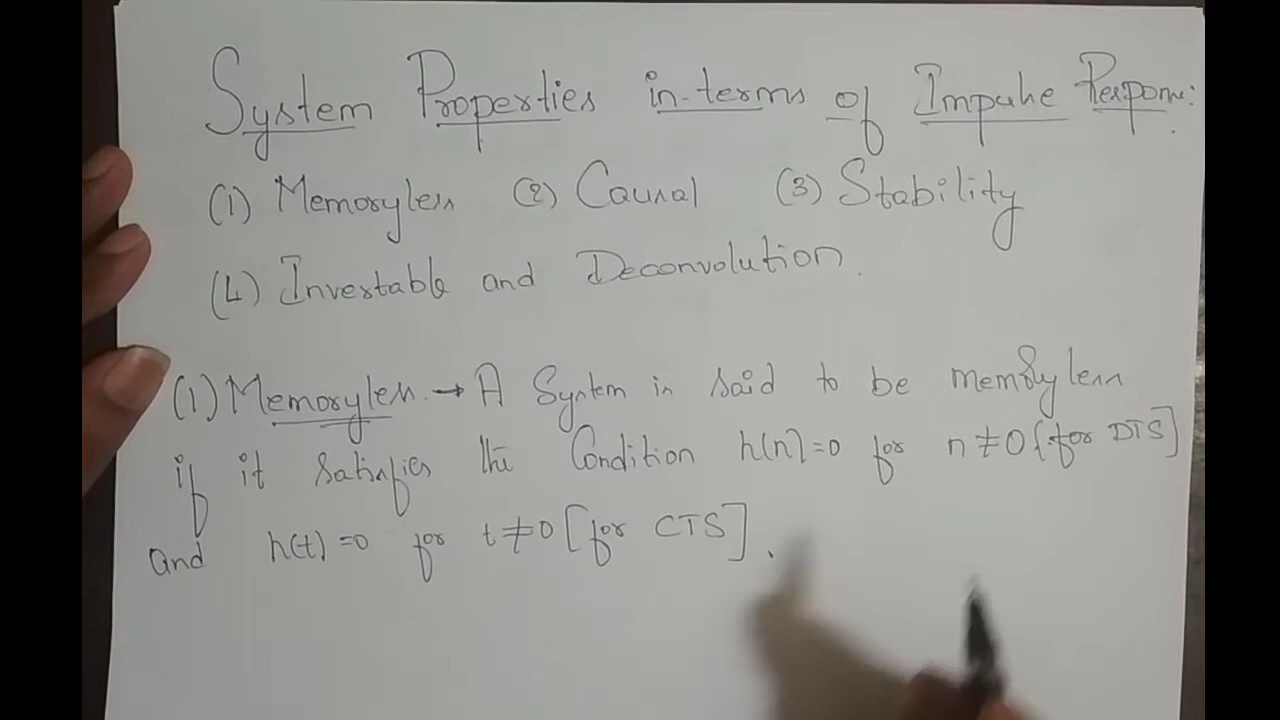 System Properties in-terms of Impulse Response:
(1) Memoryless (2) Causal (3) Stability
(4) Invertable and Deconvolution.
(1) Memoryless → A System is said to be memoryless
if it satisfies the Condition h(n)=0 for n≠0 [for DTS]
and h(t)=0 for t≠0 [for CTS].